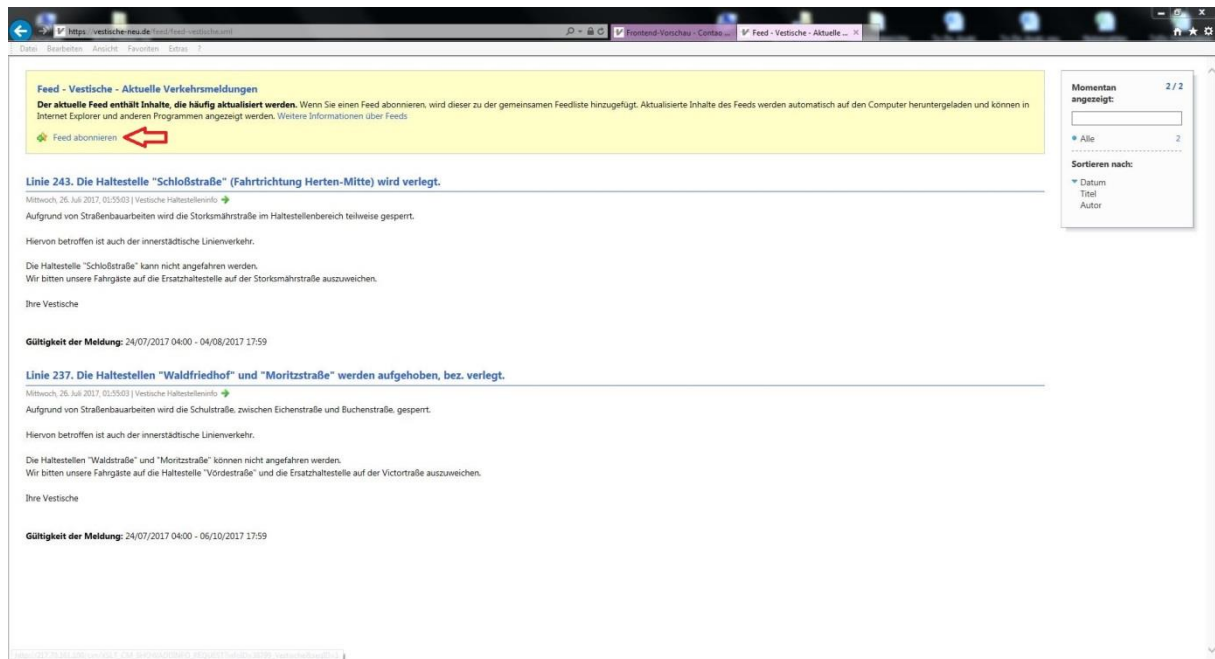 https vestische-neu.de/feed/feed-vestische.xml
Frontend-Vorschau - Contao ...
Feed - Vestische - Aktuelle ...
Datei Bearbeiten Ansicht Favoriten Extras ?
Feed - Vestische - Aktuelle Verkehrsmeldungen
Der aktuelle Feed enthält Inhalte, die häufig aktualisiert werden. Wenn Sie einen Feed abonnieren, wird dieser zu der gemeinsamen Feedliste hinzugefügt. Aktualisierte Inhalte des Feeds werden automatisch auf den Computer heruntergeladen und können in
Internet Explorer und anderen Programmen angezeigt werden. Weitere Informationen über Feeds
Feed abonnieren
Linie 243. Die Haltestelle "Schloßstraße" (Fahrtrichtung Herten-Mitte) wird verlegt.
Mittwoch, 26. Juli 2017, 01:55:03 | Vestische Haltestelleninfo
Aufgrund von Straßenbauarbeiten wird die Storksmährstraße im Haltestellenbereich teilweise gesperrt.
Hiervon betroffen ist auch der innerstädtische Linienverkehr.
Die Haltestelle "Schloßstraße" kann nicht angefahren werden.
Wir bitten unsere Fahrgäste auf die Ersatzhaltestelle auf der Storksmährstraße auszuweichen.
Ihre Vestische
Gültigkeit der Meldung: 24/07/2017 04:00 - 04/08/2017 17:59
Linie 237. Die Haltestellen "Waldfriedhof" und "Moritzstraße" werden aufgehoben, bez. verlegt.
Mittwoch, 26. Juli 2017, 01:55:03 | Vestische Haltestelleninfo
Aufgrund von Straßenbauarbeiten wird die Schulstraße, zwischen Eichenstraße und Buchenstraße, gesperrt.
Hiervon betroffen ist auch der innerstädtische Linienverkehr.
Die Haltestellen "Waldstraße" und "Moritzstraße" können nicht angefahren werden.
Wir bitten unsere Fahrgäste auf die Haltestelle "Vördestraße" und die Ersatzhaltestelle auf der Victortraße auszuweichen.
Ihre Vestische
Gültigkeit der Meldung: 24/07/2017 04:00 - 06/10/2017 17:59
Momentan angezeigt: 2 / 2
Alle 2
Sortieren nach:
Datum
Titel
Autor